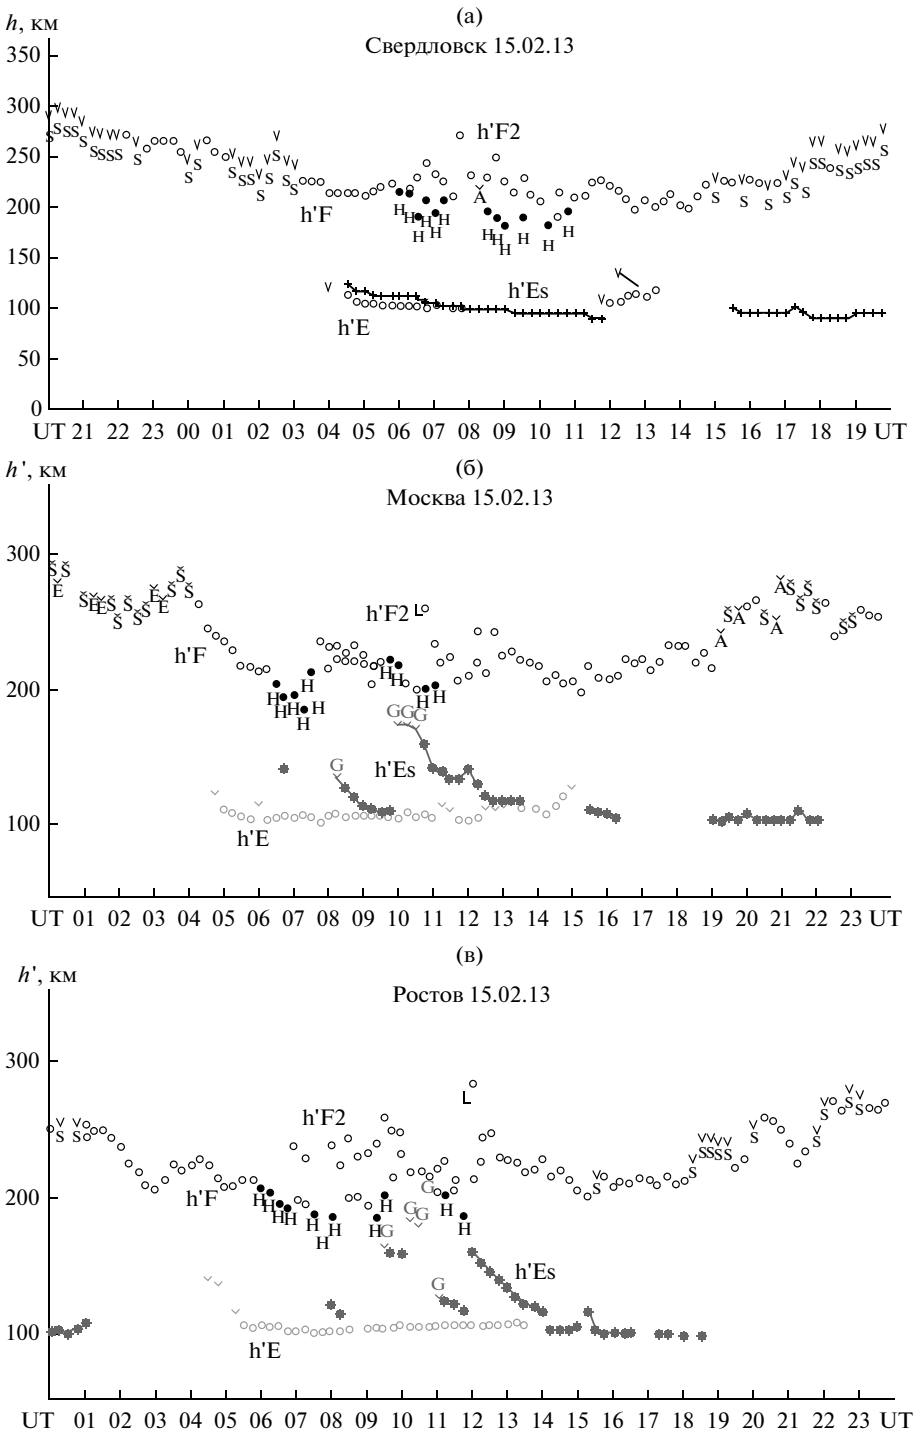 (а)
h, км
Свердловск 15.02.13
350
300
250
200
150
100
50
0
h'F2
h'F
h'Es
h'E
UT 21 22 23 00 01 02 03 04 05 06 07 08 09 10 11 12 13 14 15 16 17 18 19 UT
(б)
h', км
Москва 15.02.13
300
200
100
h'F2
L
h'F
h'Es
h'E
UT 01 02 03 04 05 06 07 08 09 10 11 12 13 14 15 16 17 18 19 20 21 22 23 UT
(в)
h', км
Ростов 15.02.13
300
200
100
L
h'F2
h'F
h'Es
h'E
UT 01 02 03 04 05 06 07 08 09 10 11 12 13 14 15 16 17 18 19 20 21 22 23 UT